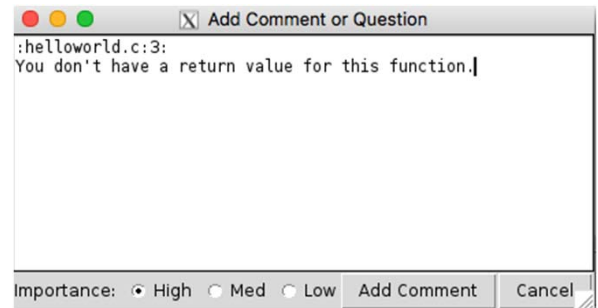 Add Comment or Question
:helloworld.c:3:
You don't have a return value for this function.
Importance: High Med Low Add Comment Cancel